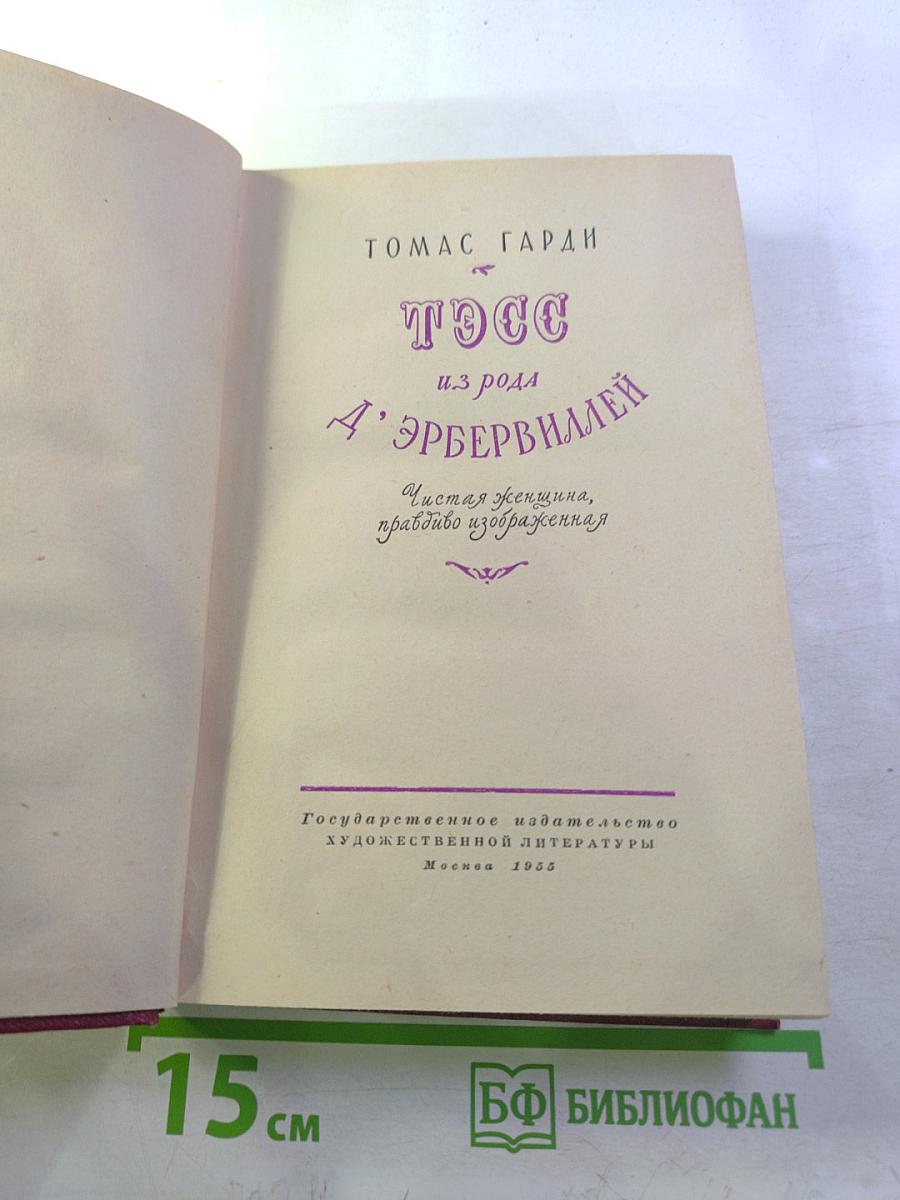 ТОМАС ГАРДИ
ТЭСС
из рода
Д'ЭРБЕРВИЛЛЕЙ
Чистая женщина,
правдиво изображенная
Государственное издательство
ХУДОЖЕСТВЕННОЙ ЛИТЕРАТУРЫ
Москва 1955
15 см
БФ БИБЛИОФАН